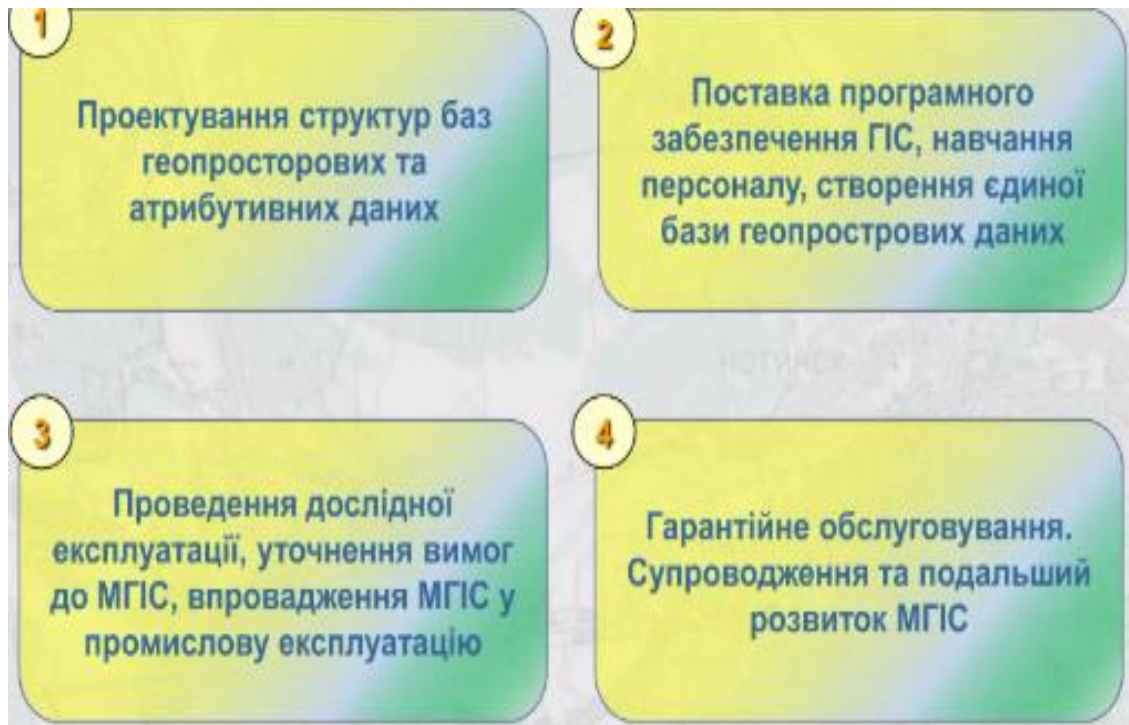 1
Проектування структур баз
геопросторових та
атрибутивних даних
2
Поставка програмного
забезпечення ГІС, навчання
персоналу, створення єдиної
бази геопрострових даних
НОГИНСК
3
Проведення дослідної
експлуатації, уточнення вимог
до МГІС, впровадження МГІС у
промислову експлуатацію
4
Гарантійне обслуговування.
Супроводження та подальший
розвиток МГІС